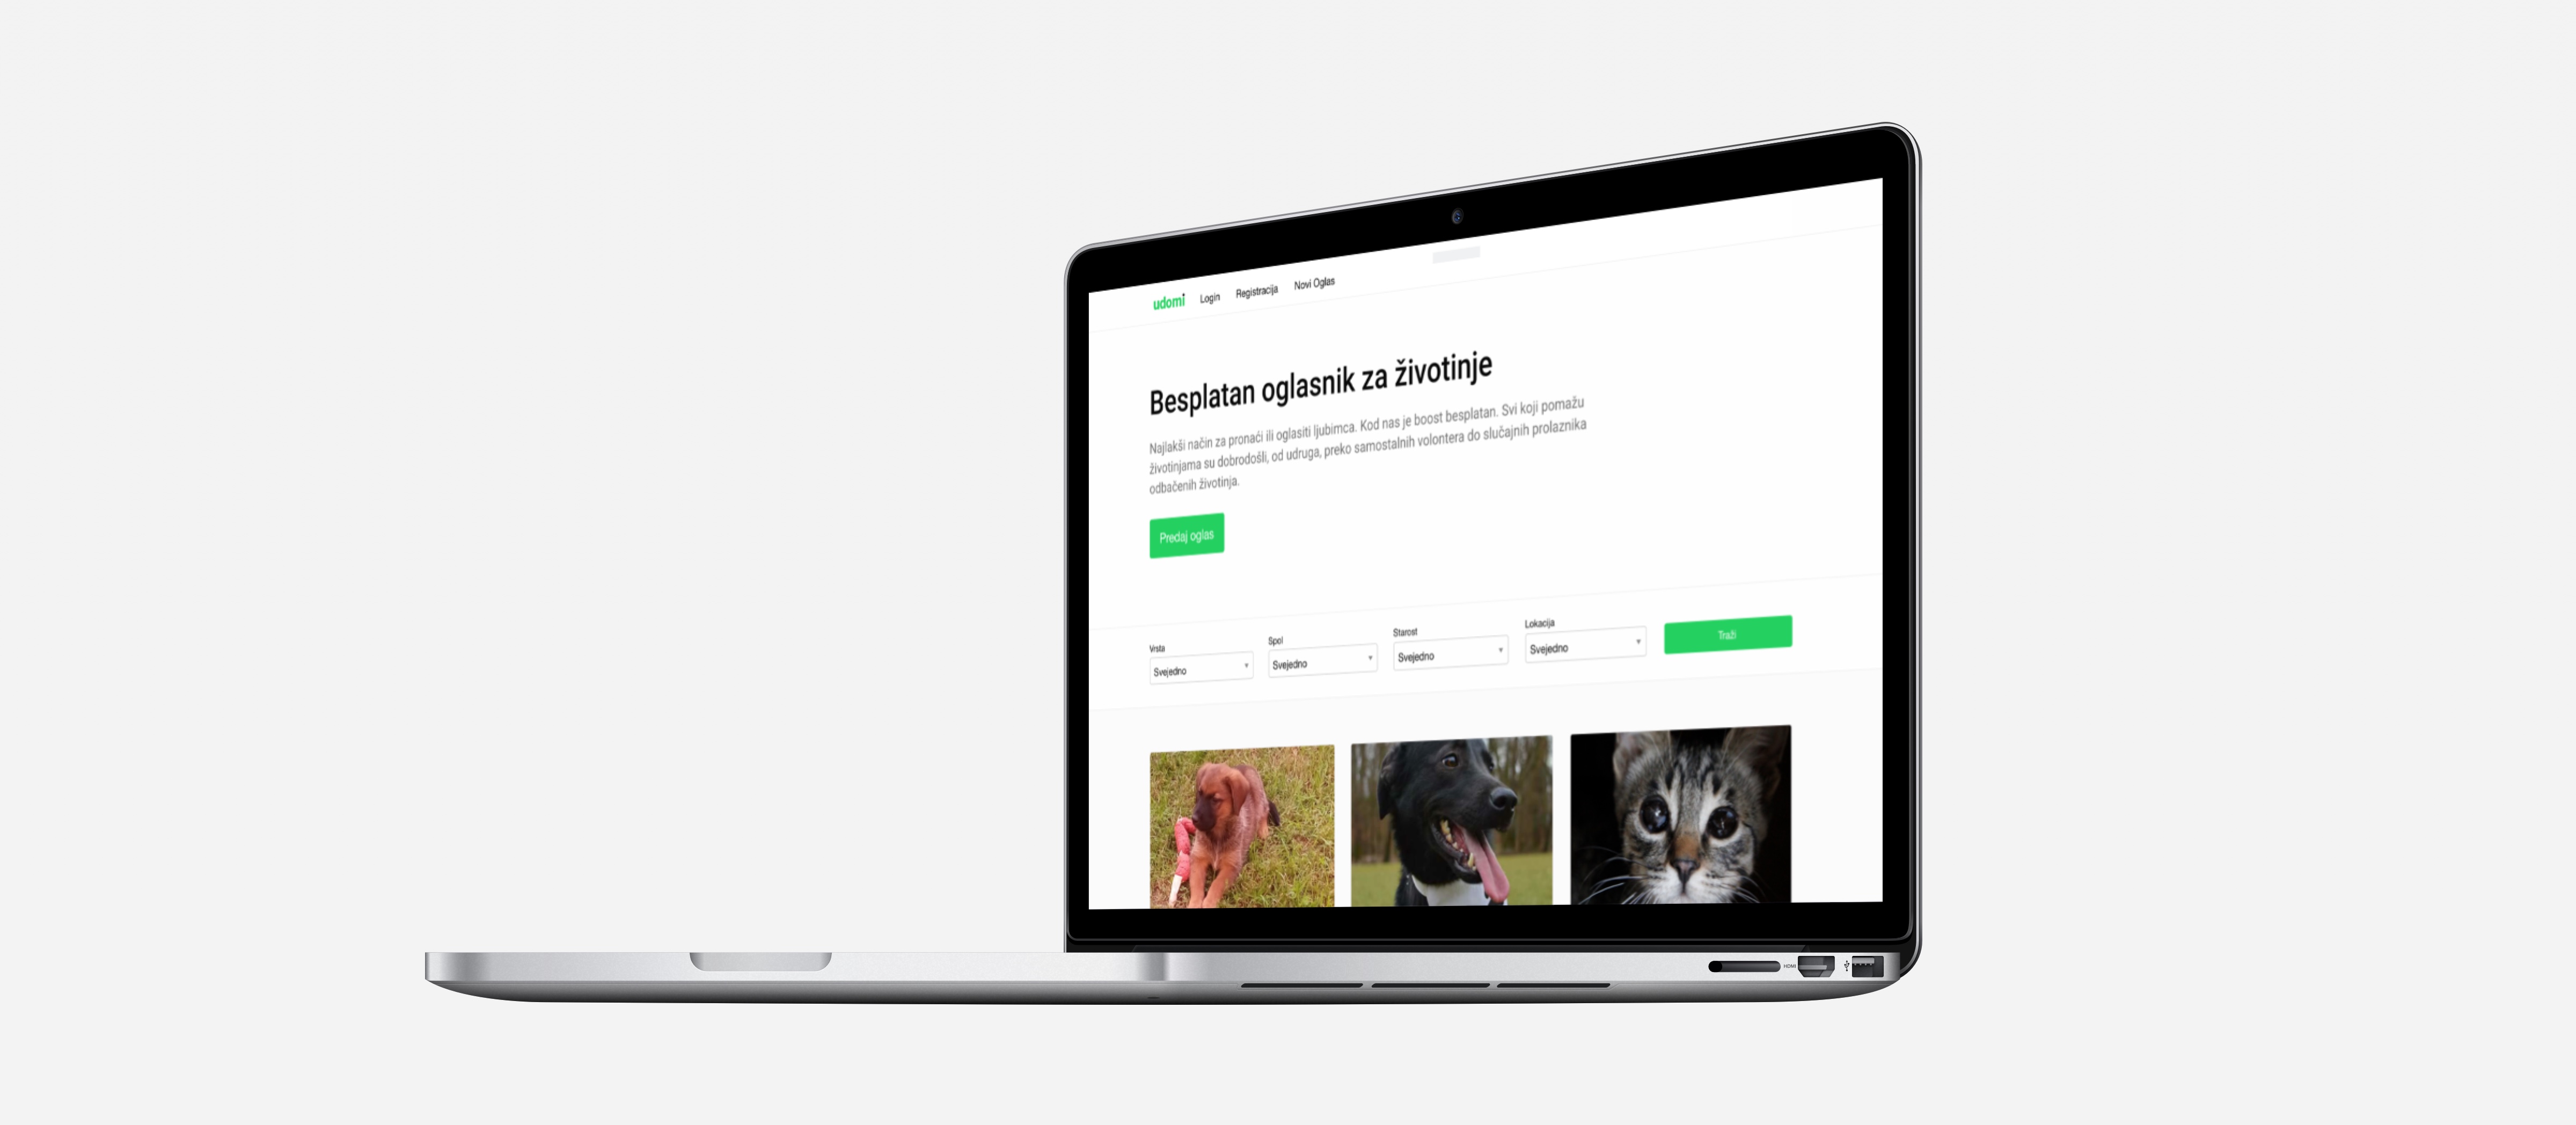 udomi Login Registracija Novi Oglas
Besplatan oglasnik za životinje
Najlakši način za pronaći ili oglasiti ljubimca. Kod nas je boost besplatan. Svi koji pomažu
životinjama su dobrodošli, od udruga, preko samostalnih volontera do slučajnih prolaznika
odbačenih životinja.
Predaj oglas
Vrsta Spol Starost Lokacija
Svejedno Svejedno Svejedno Svejedno Traži
HDMI